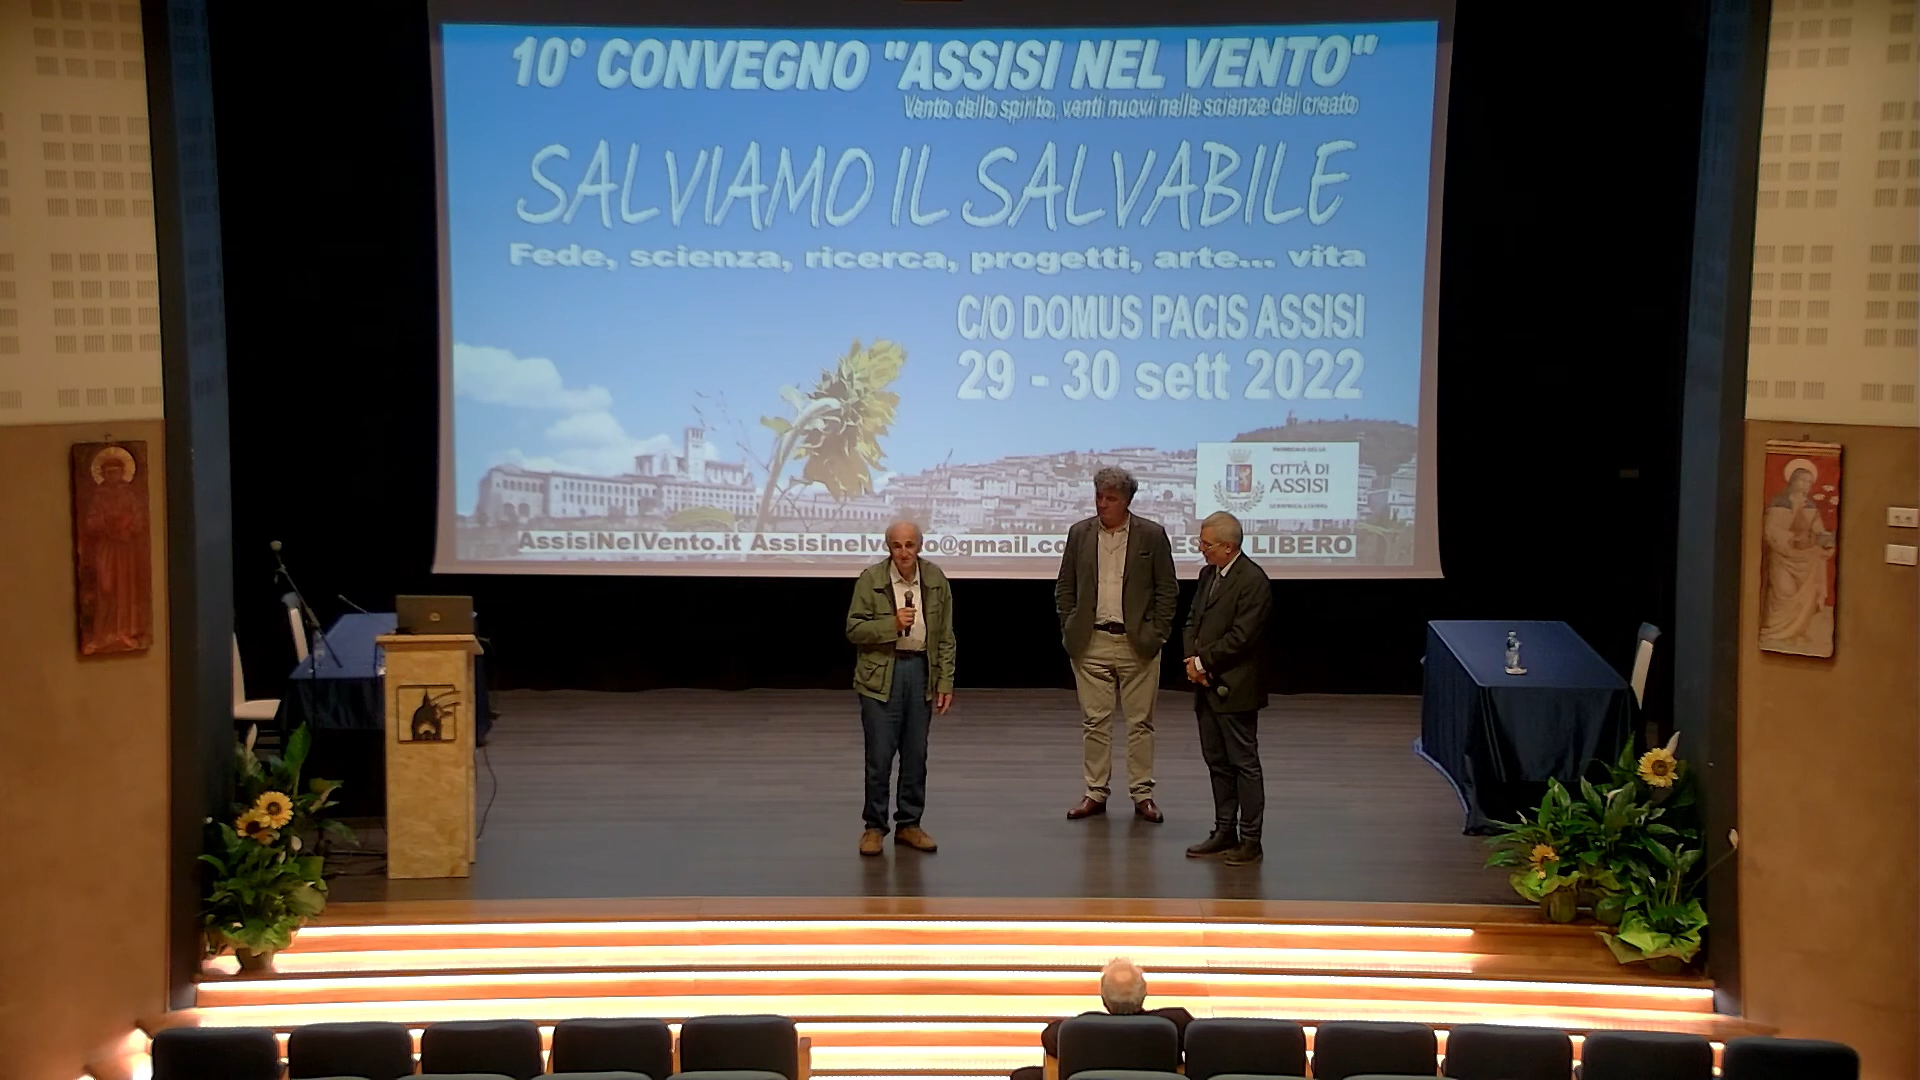 10° CONVEGNO "ASSISI NEL VENTO"
Vento dello spirito, venti nuovi nelle scienze del creato
SALVIAMO IL SALVABILE
Fede, scienza, ricerca, progetti, arte... vita
C/O DOMUS PACIS ASSISI
29 - 30 sett 2022
CITTÀ DI
ASSISI
AssisiNelVento.it LIBERO